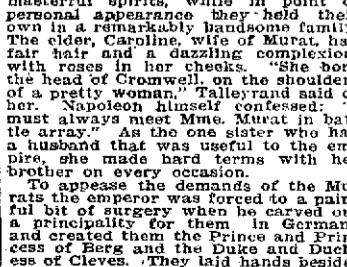 masterful spirits, while in point o
personal appearance they held thei
own in a remarkably handsome famil
The elder, Caroline, wife of Murat, ha
fair hair and a dazzling complexio
with roses in her cheeks. "She bor
the head of Cromwell on the shoulder
of a pretty woman," Talleyrand said o
her. Napoleon himself confessed: "
must always meet Mme. Murat in bat
tle array." As the one sister who ha
a husband that was useful to the em
pire, she made hard terms with he
brother on every occasion.
To appease the demands of the Mu
rats the emperor was forced to a pain
ful bit of surgery when he carved ou
a principality for them in German
and created them the Prince and Prin
cess of Berg and the Duke and Duch
ess of Cleves. They laid hands beside